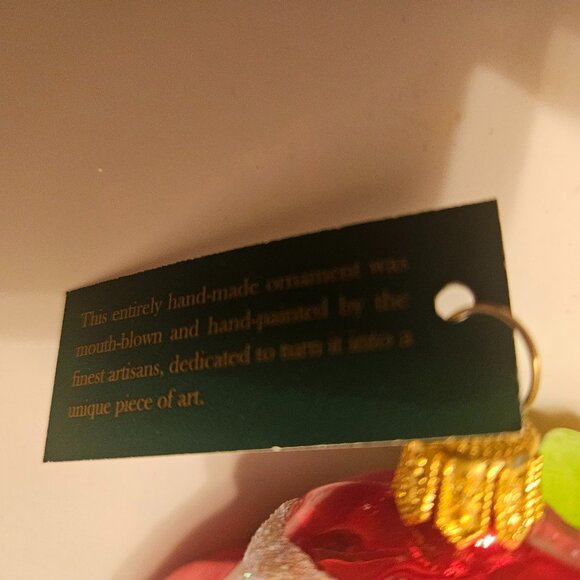 This entirely hand-made ornament was
mouth-blown and hand-painted by the
finest artisans, dedicated to turn it into a
unique piece of art.